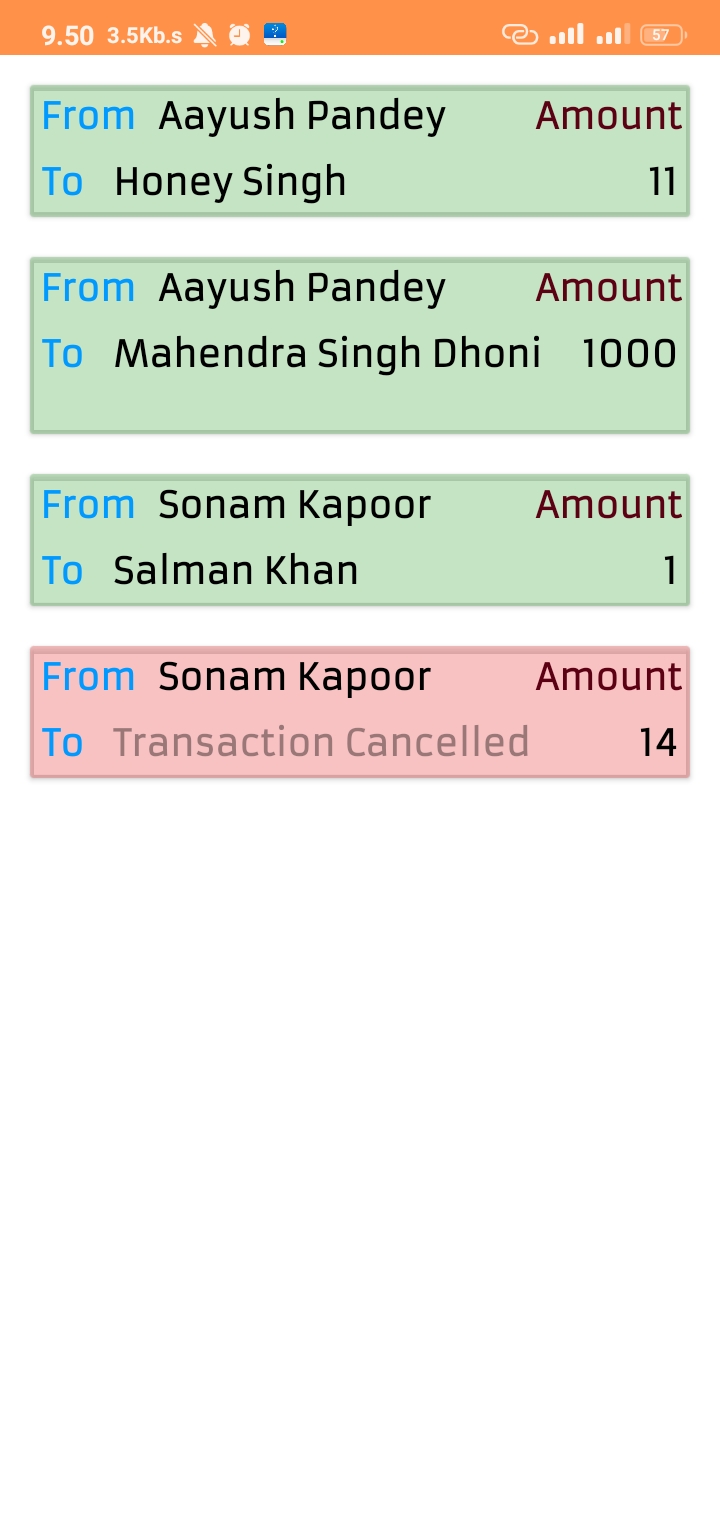 9.50 3.5Kb.s 57
From Aayush Pandey Amount
To Honey Singh 11
From Aayush Pandey Amount
To Mahendra Singh Dhoni 1000
From Sonam Kapoor Amount
To Salman Khan 1
From Sonam Kapoor Amount
To Transaction Cancelled 14